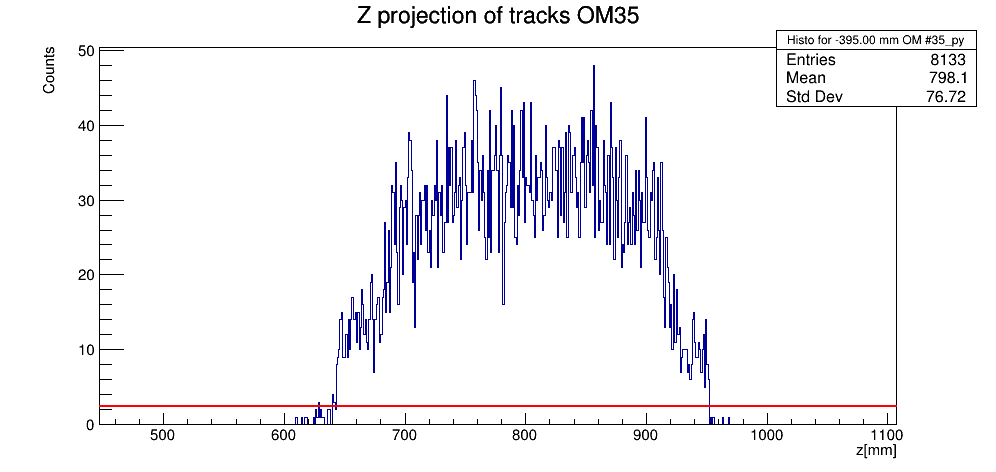 Z projection of tracks OM35
Histo for -395.00 mm OM #35_py
Entries 8133
Mean 798.1
Std Dev 76.72
Counts
50
40
30
20
10
0
500 600 700 800 900 1000 1100
z[mm]